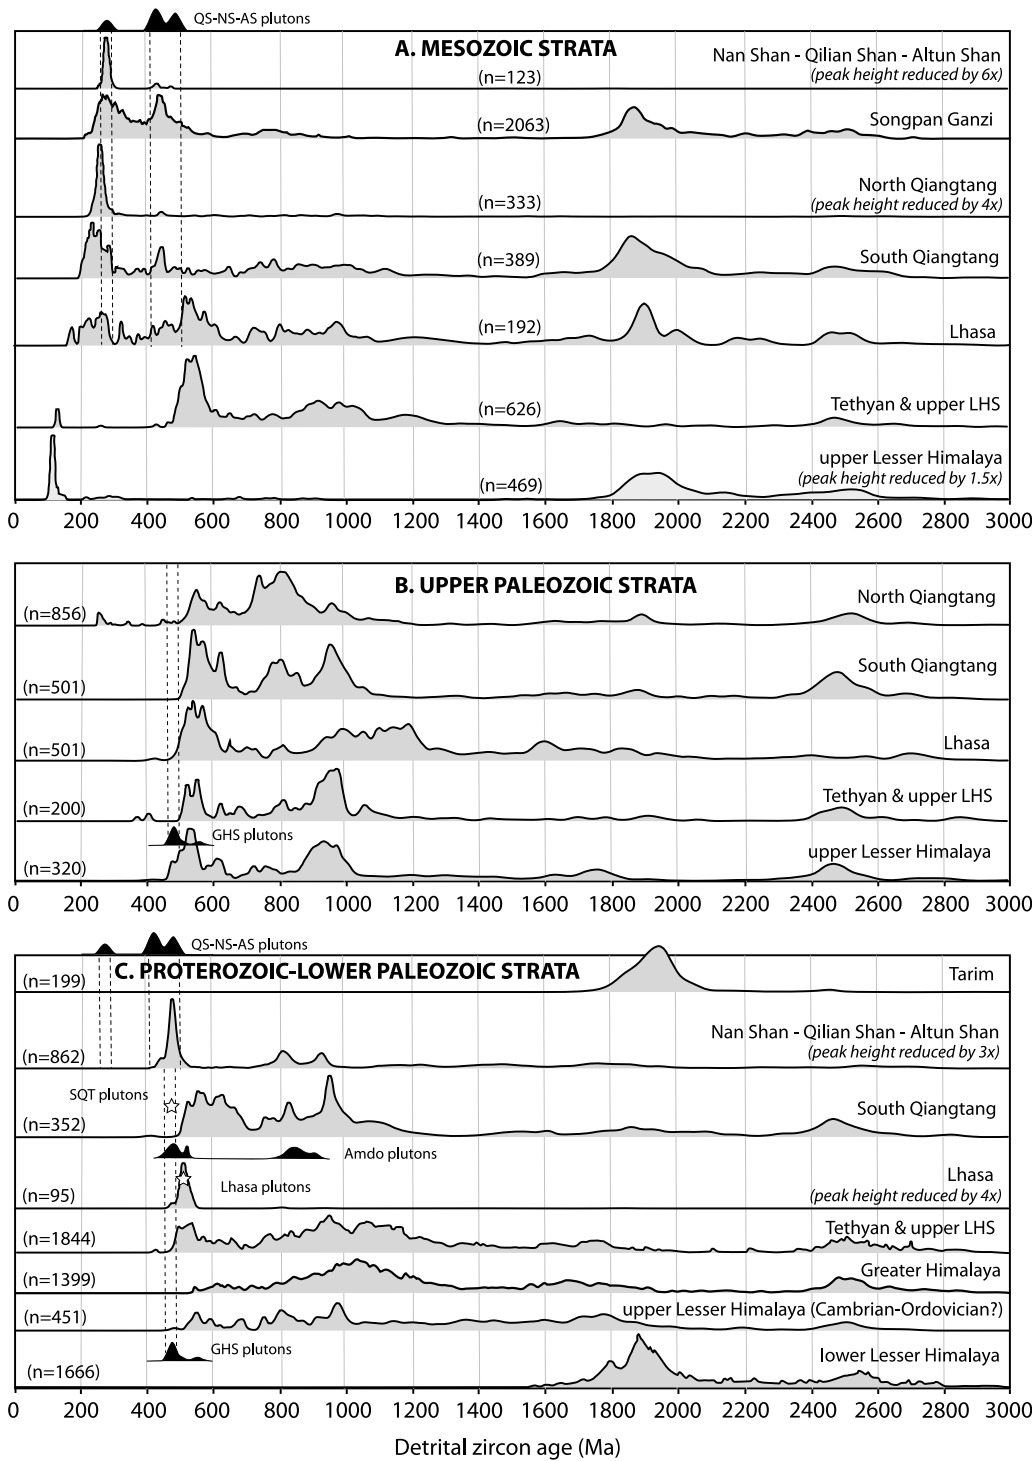 QS-NS-AS plutons
A. MESOZOIC STRATA
Nan Shan - Qilian Shan - Altun Shan
(n=123)
(peak height reduced by 6x)
Songpan Ganzi
(n=2063)
North Qiangtang
(n=333)
(peak height reduced by 4x)
South Qiangtang
(n=389)
Lhasa
(n=192)
Tethyan & upper LHS
(n=626)
upper Lesser Himalaya
(n=469)
(peak height reduced by 1.5x)
0 200 400 600 800 1000 1200 1400 1600 1800 2000 2200 2400 2600 2800 3000
B. UPPER PALEOZOIC STRATA
North Qiangtang
(n=856)
South Qiangtang
(n=501)
Lhasa
(n=501)
Tethyan & upper LHS
(n=200)
GHS plutons
upper Lesser Himalaya
(n=320)
0 200 400 600 800 1000 1200 1400 1600 1800 2000 2200 2400 2600 2800 3000
QS-NS-AS plutons
C. PROTEROZOIC-LOWER PALEOZOIC STRATA
(n=199)
Tarim
Nan Shan - Qilian Shan - Altun Shan
(n=862)
(peak height reduced by 3x)
SQT plutons
South Qiangtang
(n=352)
Amdo plutons
Lhasa
(n=95)
Lhasa plutons
(peak height reduced by 4x)
Tethyan & upper LHS
(n=1844)
Greater Himalaya
(n=1399)
upper Lesser Himalaya (Cambrian-Ordovician?)
(n=451)
GHS plutons
lower Lesser Himalaya
(n=1666)
0 200 400 600 800 1000 1200 1400 1600 1800 2000 2200 2400 2600 2800 3000
Detrital zircon age (Ma)